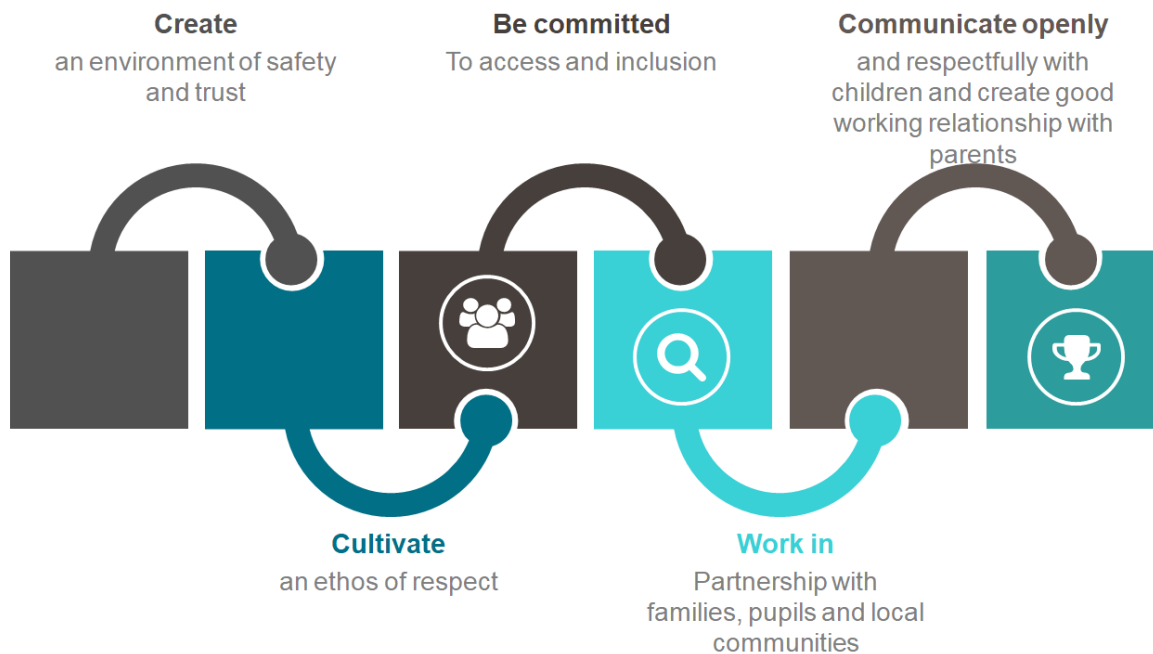 Create
an environment of safety
and trust
Be committed
To access and inclusion
Communicate openly
and respectfully with
children and create good
working relationship with
parents
Cultivate
an ethos of respect
Work in
Partnership with
families, pupils and local
communities